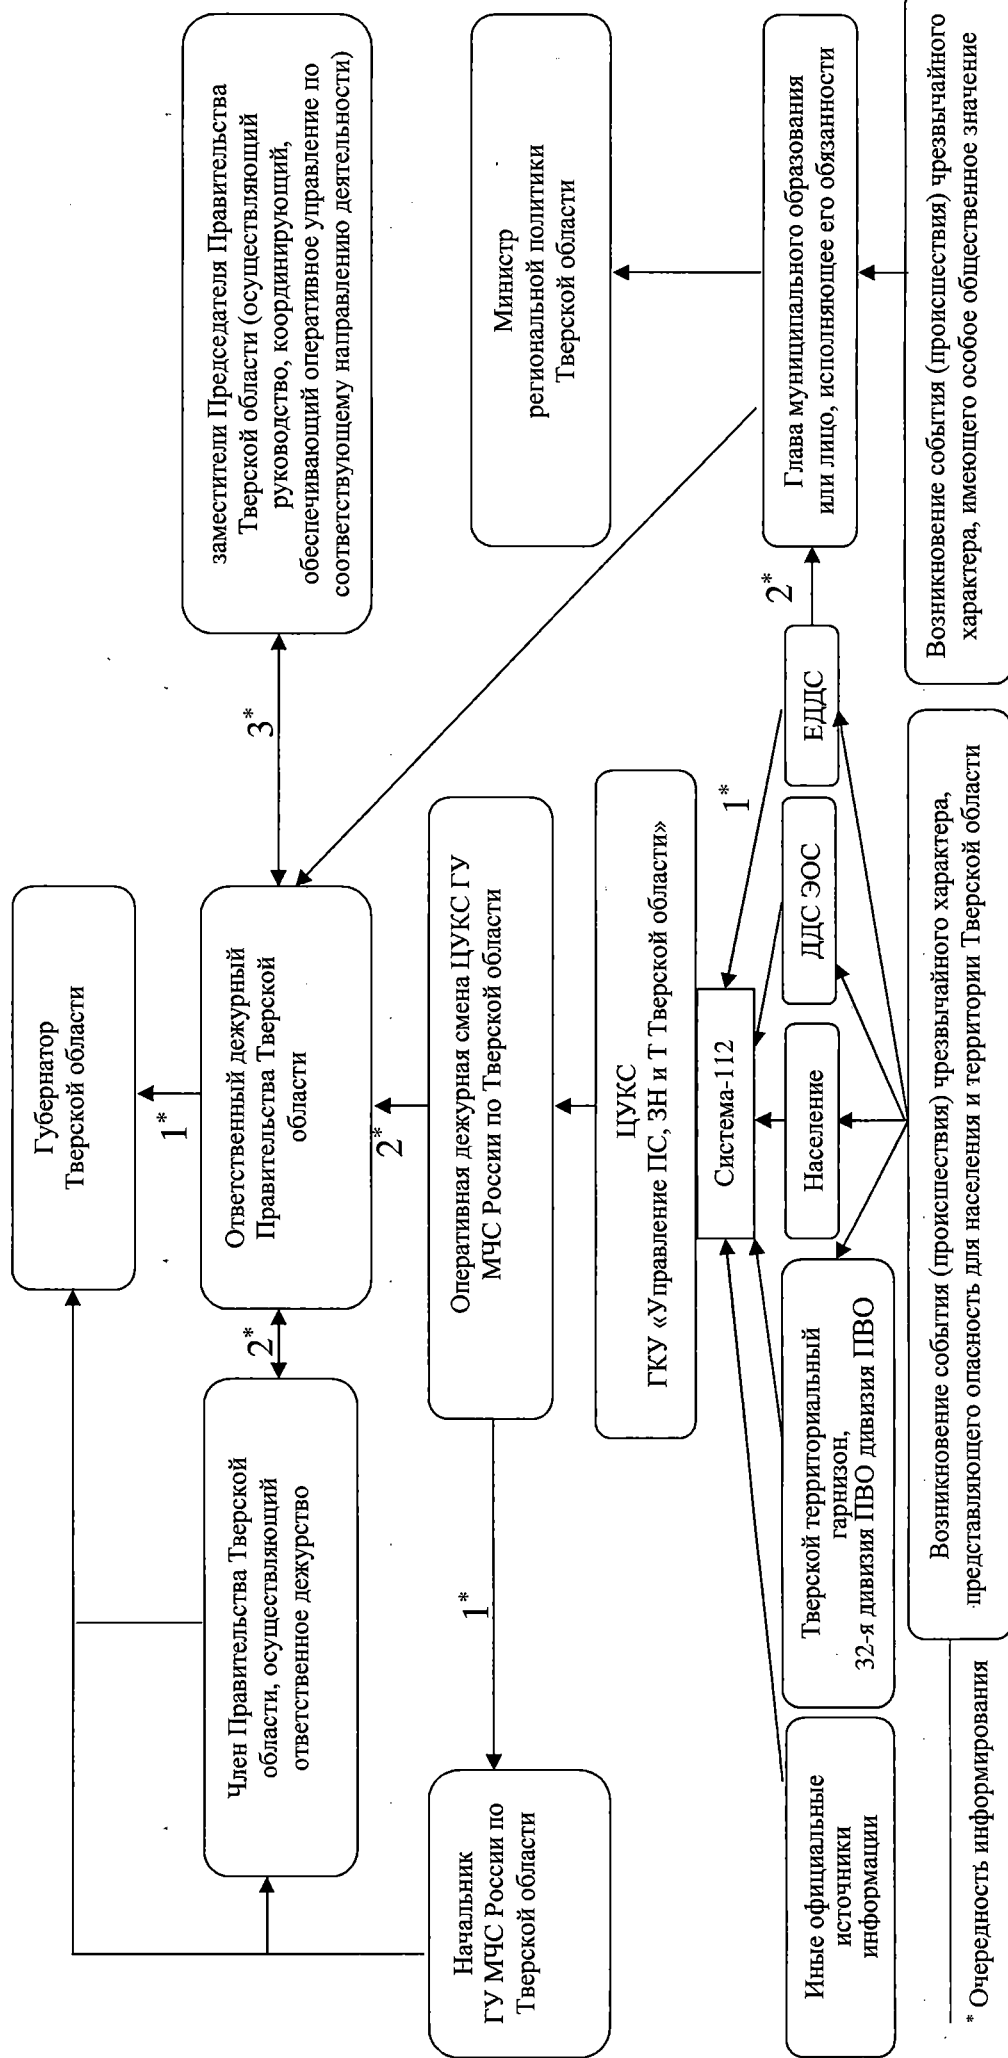 Губернатор
Тверской области
1*
Член Правительства Тверской
области, осуществляющий
ответственное дежурство
2*
Ответственный дежурный
Правительства Тверской
области
3*
заместители Председателя Правительства
Тверской области (осуществляющий
руководство, координирующий,
обеспечивающий оперативное управление по
соответствующему направлению деятельности)
2*
Начальник
ГУ МЧС России по
Тверской области
1*
Оперативная дежурная смена ЦУКС ГУ
МЧС России по Тверской области
Министр
региональной политики
Тверской области
ЦУКС
ГКУ «Управление ПС, ЗН и Т Тверской области»
Система-112
1*
Иные официальные
источники
информации
Тверской территориальный
гарнизон,
32-я дивизия ПВО дивизия ПВО
Население
ДДС ЭОС
ЕДДС
2*
Глава муниципального образования
или лицо, исполняющее его обязанности
Возникновение события (происшествия) чрезвычайного характера,
представляющего опасность для населения и территории Тверской области
Возникновение события (происшествия) чрезвычайного
характера, имеющего особое общественное значение
* Очередность информирования